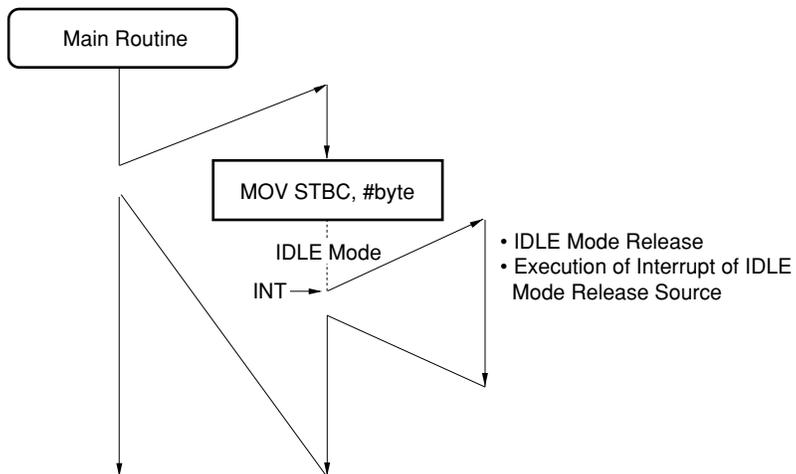 Main Routine
MOV STBC, #byte
IDLE Mode
INT
• IDLE Mode Release
• Execution of Interrupt of IDLE
Mode Release Source